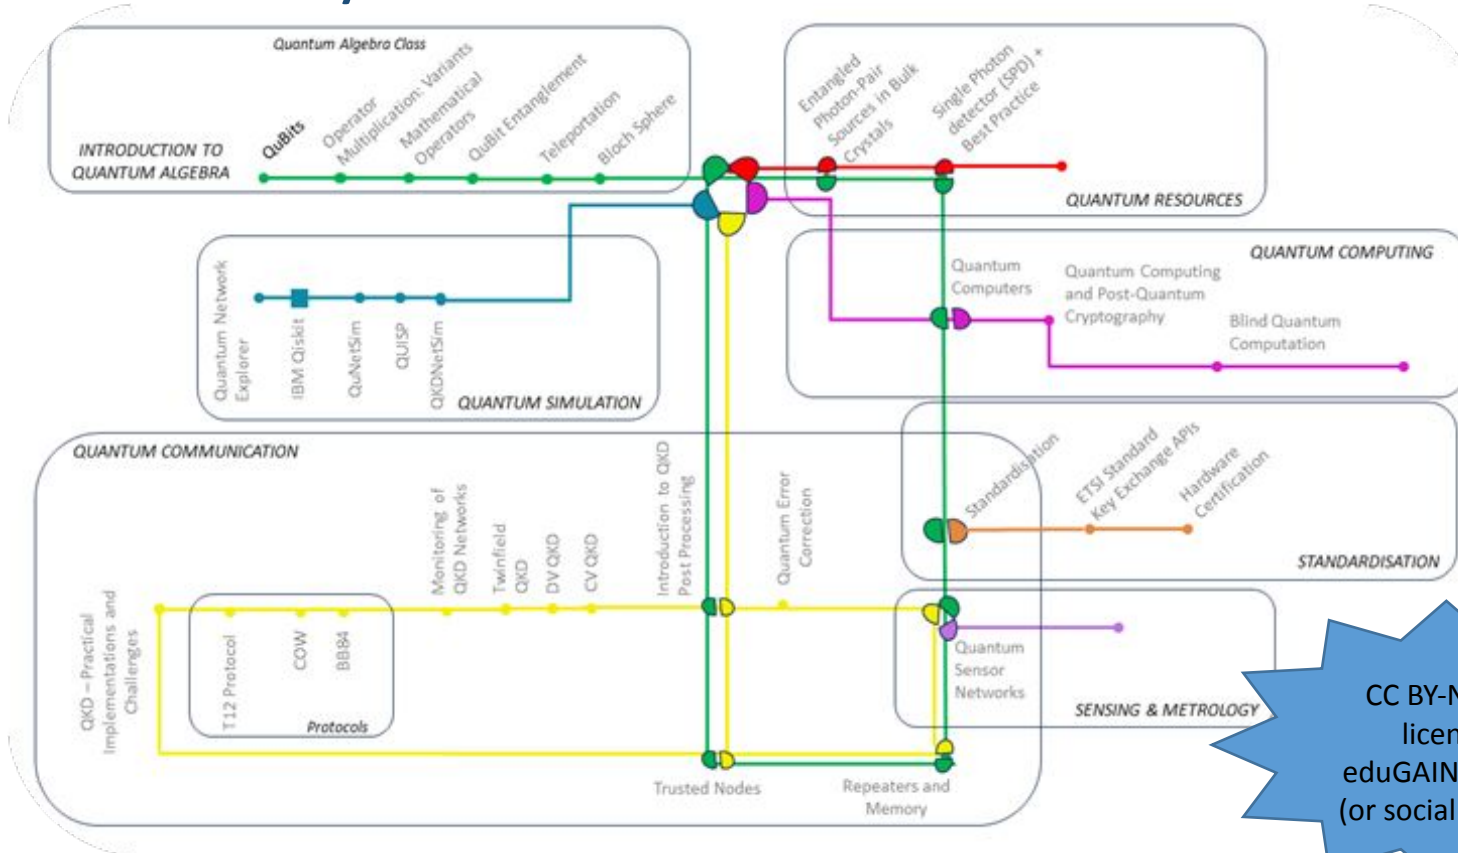 Quantum Algebra Class
INTRODUCTION TO
QUANTUM ALGEBRA
QuBits
Operator
Multiplication: Variants
Mathematical
Operators
QuBit Entanglement
Teleportation
Bloch Sphere
Entangled
Photon-Pair
Sources in Bulk
Crystals
Single Photon
detector (SPD) +
Best Practice
QUANTUM RESOURCES
Quantum Network
Explorer
IBM Qiskit
QuNetSim
QUISP
QKDNetSim
QUANTUM SIMULATION
QUANTUM COMPUTING
Quantum
Computers
Quantum Computing
and Post-Quantum
Cryptography
Blind Quantum
Computation
QUANTUM COMMUNICATION
QKD – Practical
Implementations and
Challenges
T12 Protocol
COW
BB84
Protocols
Monitoring of
QKD Networks
Twinfield
QKD
DV QKD
CV QKD
Introduction to QKD
Post Processing
Quantum Error
Correction
Trusted Nodes
Repeaters and
Memory
Standardisation
ETSI Standard
Key Exchange APIs
Hardware
Certification
STANDARDISATION
Quantum
Sensor
Networks
SENSING & METROLOGY
CC BY-N
licen
eduGAIN
(or social